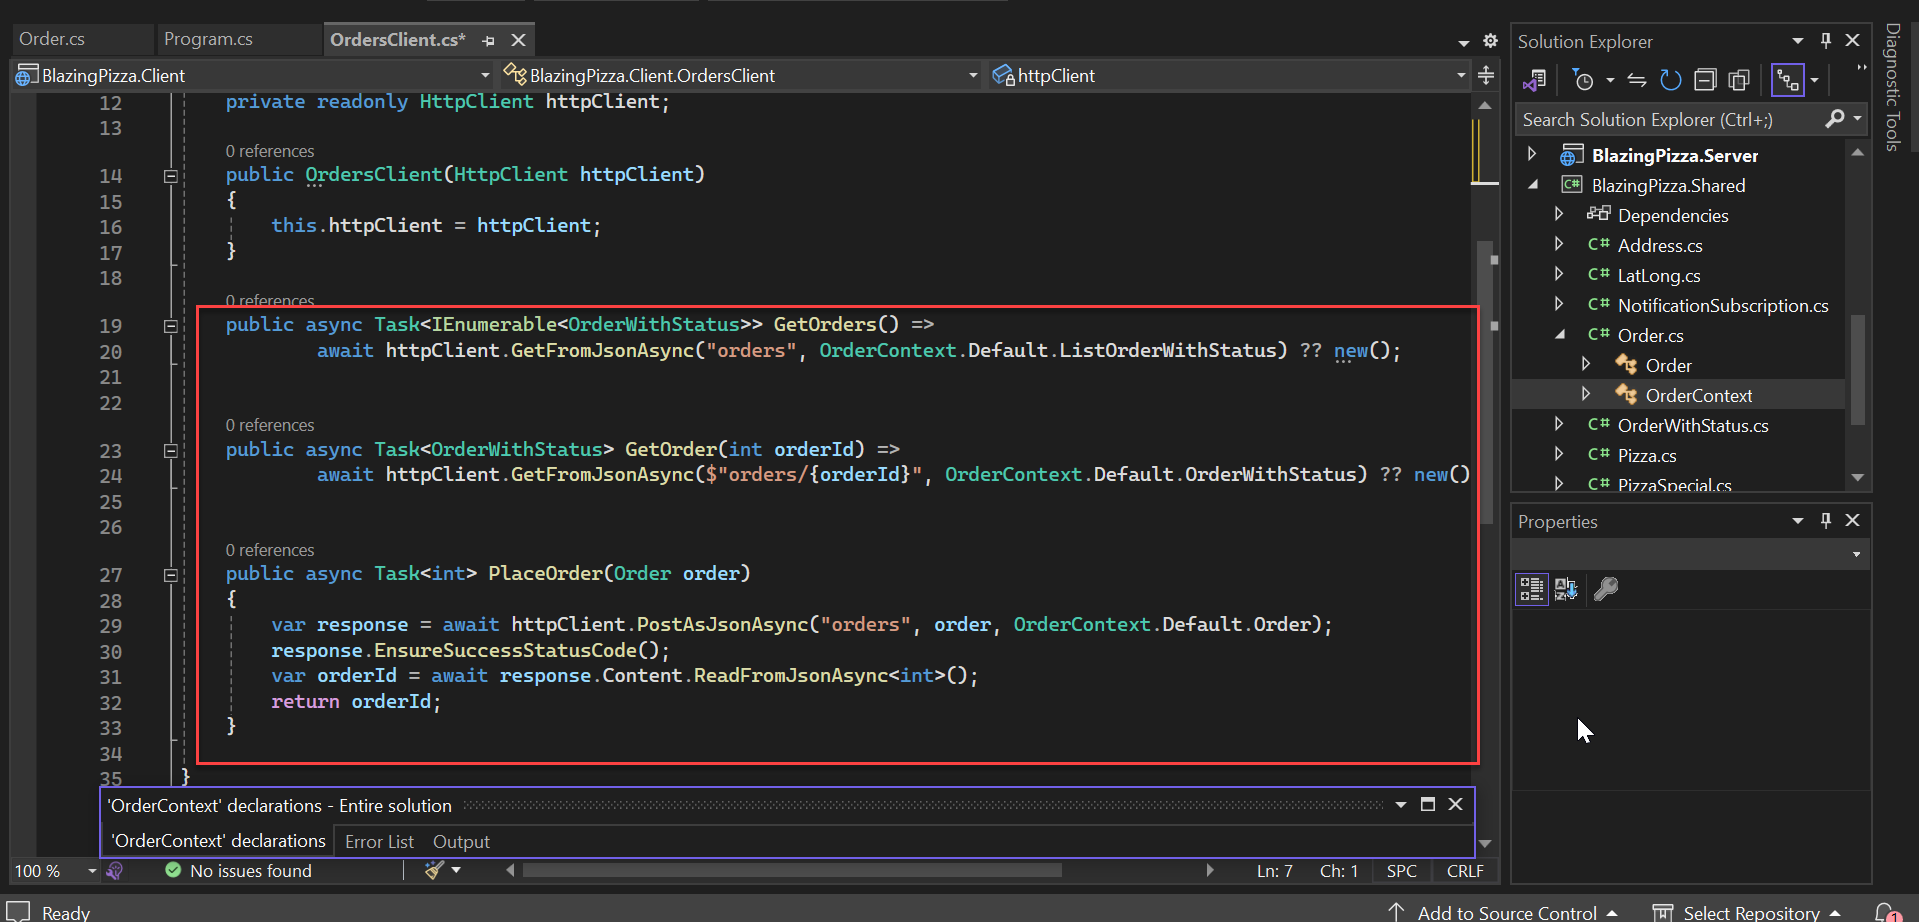 Order.cs
Program.cs
OrdersClient.cs*
BlazingPizza.Client
BlazingPizza.Client.OrdersClient
httpClient
12 private readonly HttpClient httpClient;
13
0 references
14 public OrdersClient(HttpClient httpClient)
15 {
16 this.httpClient = httpClient;
17 }
18
0 references
19 public async Task<IEnumerable<OrderWithStatus>> GetOrders() =>
20 await httpClient.GetFromJsonAsync("orders", OrderContext.Default.ListOrderWithStatus) ?? new();
21
22
0 references
23 public async Task<OrderWithStatus> GetOrder(int orderId) =>
24 await httpClient.GetFromJsonAsync($"orders/{orderId}", OrderContext.Default.OrderWithStatus) ?? new()
25
26
0 references
27 public async Task<int> PlaceOrder(Order order)
28 {
29 var response = await httpClient.PostAsJsonAsync("orders", order, OrderContext.Default.Order);
30 response.EnsureSuccessStatusCode();
31 var orderId = await response.Content.ReadFromJsonAsync<int>();
32 return orderId;
33 }
34
35 }
'OrderContext' declarations - Entire solution
'OrderContext' declarations
Error List
Output
100 %
No issues found
Ln: 7
Ch: 1
SPC
CRLF
Solution Explorer
Search Solution Explorer (Ctrl+;)
BlazingPizza.Server
C# BlazingPizza.Shared
Dependencies
C# Address.cs
C# LatLong.cs
C# NotificationSubscription.cs
C# Order.cs
Order
OrderContext
C# OrderWithStatus.cs
C# Pizza.cs
C# PizzaSpecial.cs
Properties
Diagnostic Tools
Ready
Add to Source Control
Select Repository
1